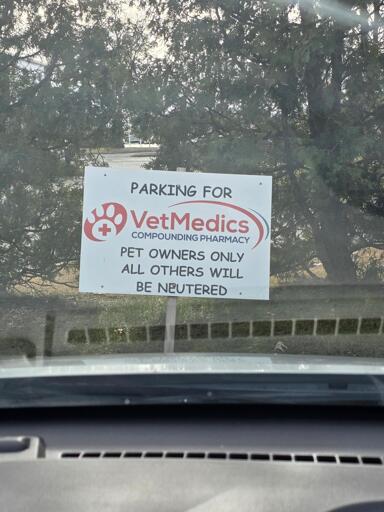 PARKING FOR
VetMedics
COMPOUNDING PHARMACY
PET OWNERS ONLY
ALL OTHERS WILL
BE NEUTERED